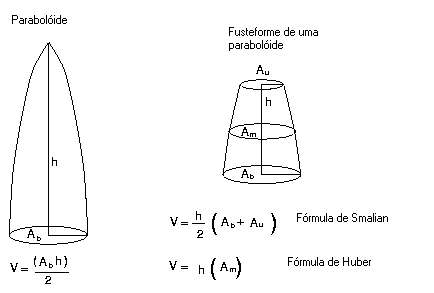 Parabolóide
Fusteforme de uma
parabolóide
Au
h
Am
Ab
h
Ab
V = (Ab h) / 2
V = h/2 ( Ab + Au )
Fórmula de Smalian
V = h ( Am )
Fórmula de Huber